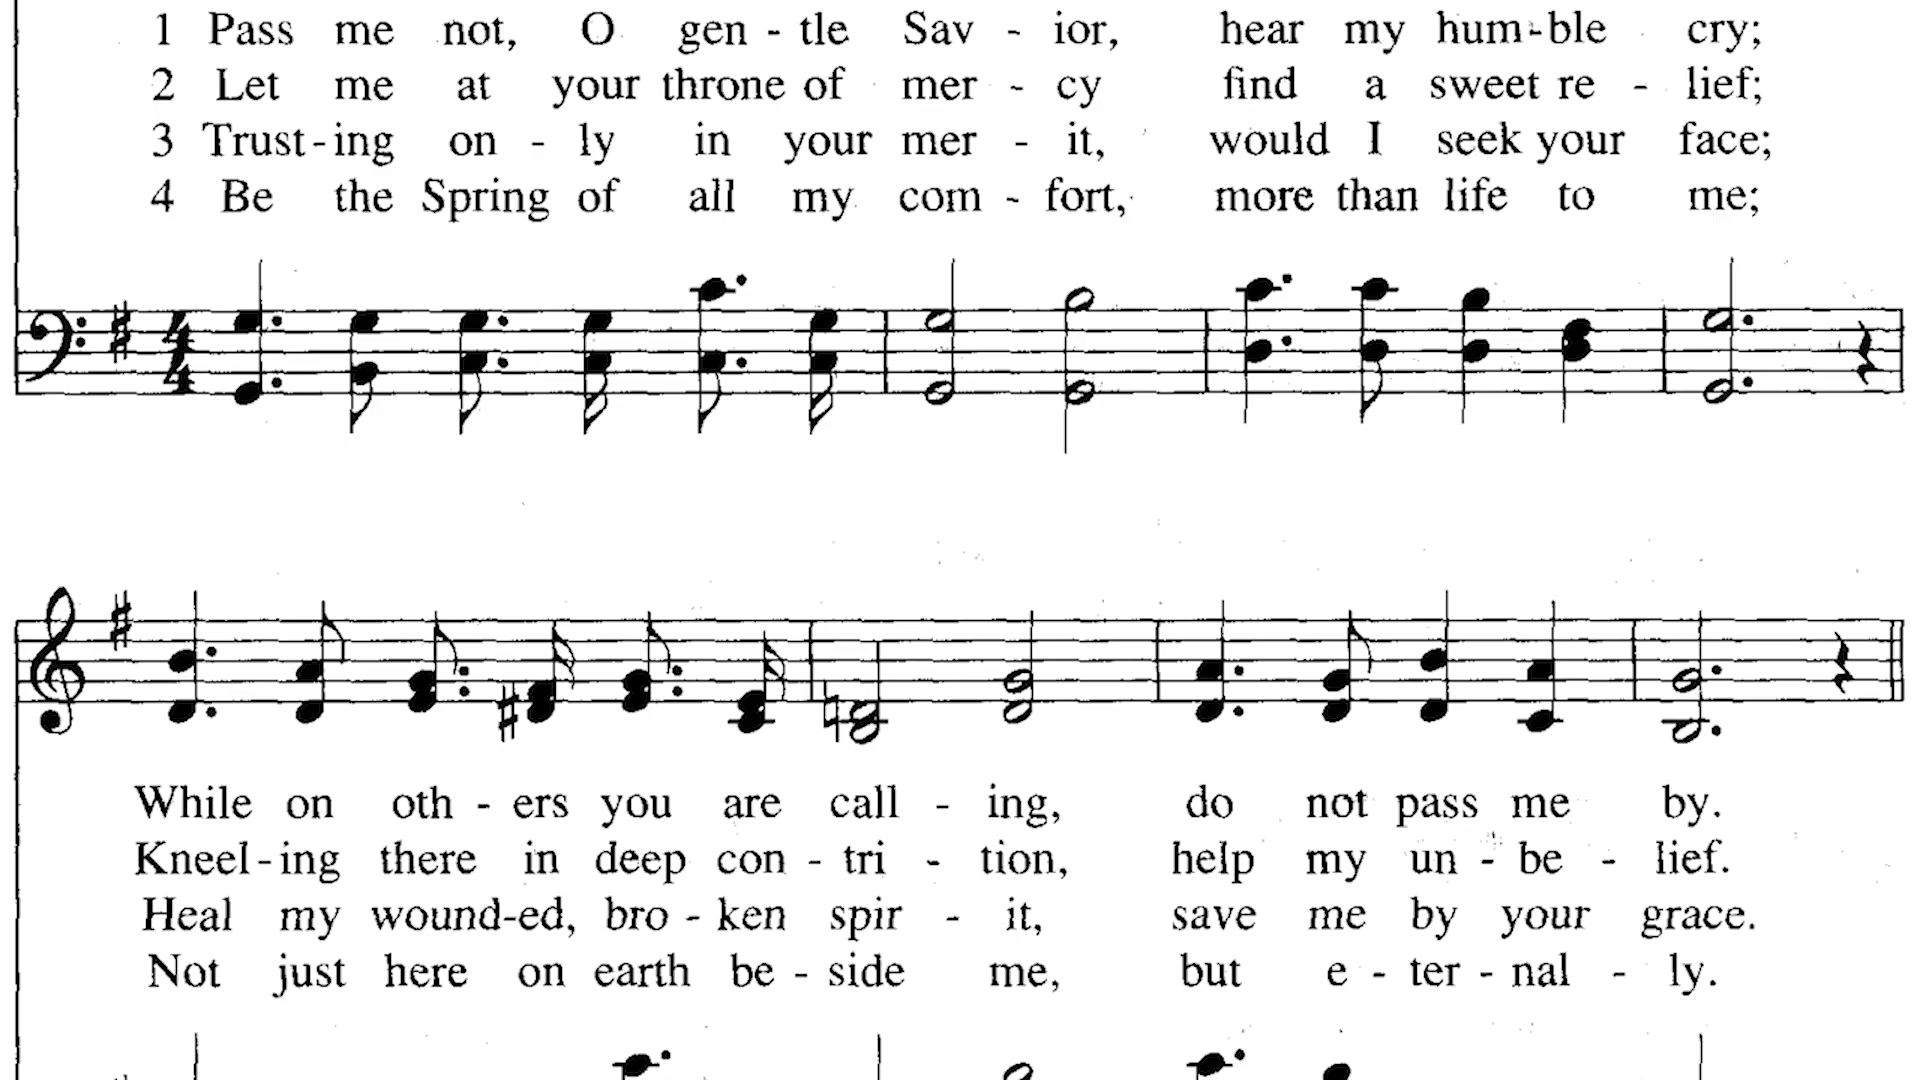 1 Pass me not, O gen - tle Sav - ior, hear my hum-ble cry;
2 Let me at your throne of mer - cy find a sweet re - lief;
3 Trust-ing on - ly in your mer - it, would I seek your face;
4 Be the Spring of all my com - fort, more than life to me;
4
4
While on oth - ers you are call - ing, do not pass me by.
Kneel-ing there in deep con - tri - tion, help my un - be - lief.
Heal my wound-ed, bro - ken spir - it, save me by your grace.
Not just here on earth be - side me, but e - ter - nal - ly.